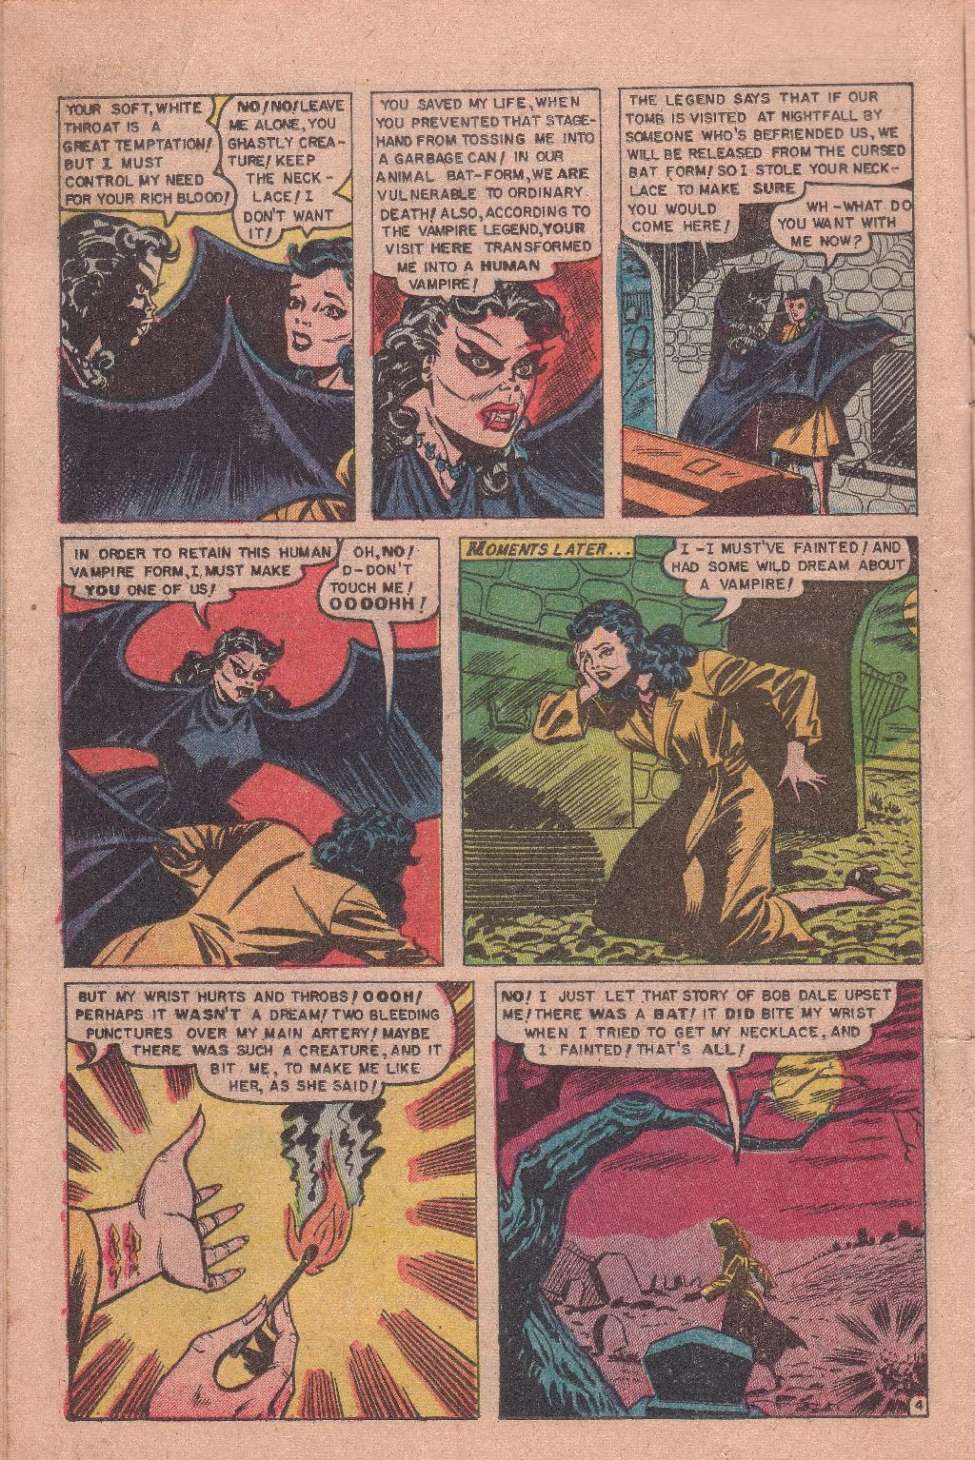 YOUR SOFT, WHITE
THROAT IS A
GREAT TEMPTATION!
BUT I MUST
CONTROL MY NEED
FOR YOUR RICH BLOOD!
NO! NO! LEAVE
ME ALONE, YOU
GHASTLY CREA-
TURE! KEEP
THE NECK-
LACE! I
DON'T WANT
IT!
YOU SAVED MY LIFE, WHEN
YOU PREVENTED THAT STAGE-
HAND FROM TOSSING ME INTO
A GARBAGE CAN! IN OUR
ANIMAL BAT-FORM, WE ARE
VULNERABLE TO ORDINARY
DEATH! ALSO, ACCORDING TO
THE VAMPIRE LEGEND, YOUR
VISIT HERE TRANSFORMED
ME INTO A HUMAN
VAMPIRE!
THE LEGEND SAYS THAT IF OUR
TOMB IS VISITED AT NIGHTFALL BY
SOMEONE WHO'S BEFRIENDED US, WE
WILL BE RELEASED FROM THE CURSED
BAT FORM! SO I STOLE YOUR NECK-
LACE TO MAKE SURE
YOU WOULD
COME HERE!
WH-WHAT DO
YOU WANT WITH
ME NOW?
IN ORDER TO RETAIN THIS HUMAN
VAMPIRE FORM, I MUST MAKE
YOU ONE OF US!
OH, NO!
D-DON'T
TOUCH ME!
OOOOHH!
MOMENTS LATER...
I-I MUST'VE FAINTED! AND
HAD SOME WILD DREAM ABOUT
A VAMPIRE!
BUT MY WRIST HURTS AND THROBS! OOOH!
PERHAPS IT WASN'T A DREAM! TWO BLEEDING
PUNCTURES OVER MY MAIN ARTERY! MAYBE
THERE WAS SUCH A CREATURE, AND IT
BIT ME, TO MAKE ME LIKE
HER, AS SHE SAID!
NO! I JUST LET THAT STORY OF BOB DALE UPSET
ME! THERE WAS A BAT! IT DID BITE MY WRIST
WHEN I TRIED TO GET MY NECKLACE, AND
I FAINTED! THAT'S ALL!
4